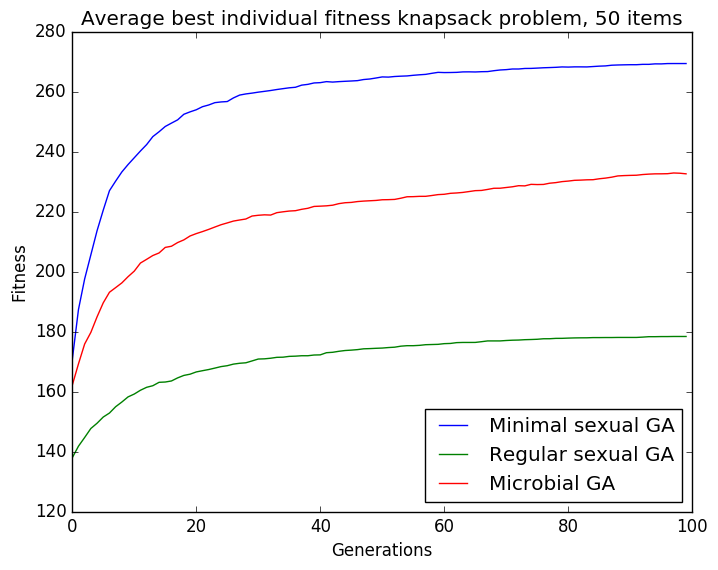 Average best individual fitness knapsack problem, 50 items
280
260
240
220
200
180
160
140
120
Fitness
Minimal sexual GA
Regular sexual GA
Microbial GA
0 20 40 60 80 100
Generations